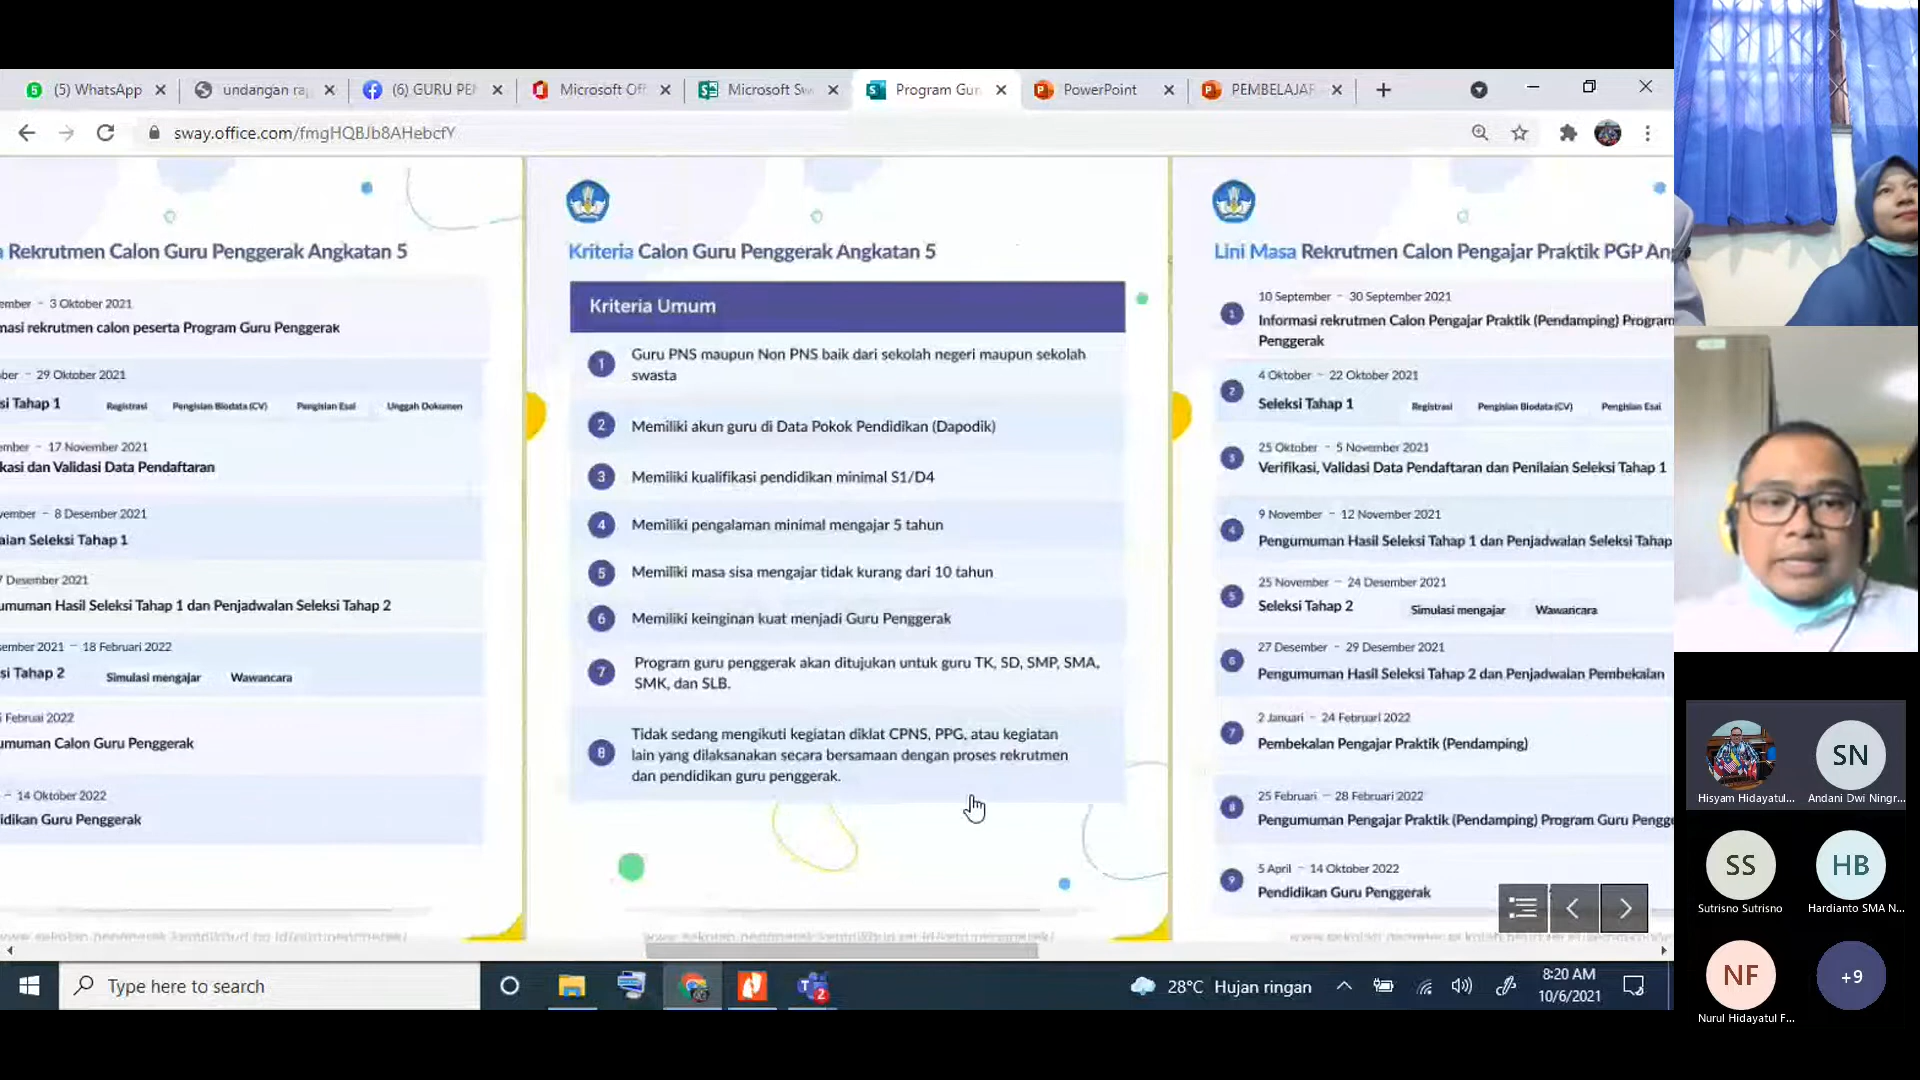 (5) WhatsApp
undangan ra
(6) GURU PE
Microsoft Off
Microsoft Sw
Program Gur
PowerPoint
PEMBELAJAR
sway.office.com/fmgHQBJb8AHebcfY
Rekrutmen Calon Guru Penggerak Angkatan 5
3 Oktober 2021
rekrutmen calon peserta Program Guru Penggerak
29 Oktober 2021
Tahap 1
Registrasi
Pengisian Biodata (CV)
Pengisian Esai
Unggah Dokumen
17 November 2021
dan Validasi Data Pendaftaran
8 Desember 2021
Seleksi Tahap 1
Desember 2021
Hasil Seleksi Tahap 1 dan Penjadwalan Seleksi Tahap 2
2021 – 18 Februari 2022
Tahap 2
Simulasi mengajar
Wawancara
Februai 2022
Calon Guru Penggerak
– 14 Oktober 2022
Guru Penggerak
Kriteria Calon Guru Penggerak Angkatan 5
Kriteria Umum
1
Guru PNS maupun Non PNS baik dari sekolah negeri maupun sekolah
swasta
2
Memiliki akun guru di Data Pokok Pendidikan (Dapodik)
3
Memiliki kualifikasi pendidikan minimal S1/D4
4
Memiliki pengalaman minimal mengajar 5 tahun
5
Memiliki masa sisa mengajar tidak kurang dari 10 tahun
6
Memiliki keinginan kuat menjadi Guru Penggerak
7
Program guru penggerak akan ditujukan untuk guru TK, SD, SMP, SMA,
SMK, dan SLB.
8
Tidak sedang mengikuti kegiatan diklat CPNS, PPG, atau kegiatan
lain yang dilaksanakan secara bersamaan dengan proses rekrutmen
dan pendidikan guru penggerak.
Lini Masa Rekrutmen Calon Pengajar Praktik PGP An
1
10 September – 30 September 2021
Informasi rekrutmen Calon Pengajar Praktik (Pendamping) Program
Penggerak
2
4 Oktober – 22 Oktober 2021
Seleksi Tahap 1
Registrasi
Pengisian Biodata (CV)
Pengisian Esai
3
25 Oktober – 5 November 2021
Verifikasi, Validasi Data Pendaftaran dan Penilaian Seleksi Tahap 1
4
9 November – 12 November 2021
Pengumuman Hasil Seleksi Tahap 1 dan Penjadwalan Seleksi Tahap
5
25 November – 24 Desember 2021
Seleksi Tahap 2
Simulasi mengajar
Wawancara
6
27 Desember – 29 Desember 2021
Pengumuman Hasil Seleksi Tahap 2 dan Penjadwalan Pembekalan
7
2 Januari – 24 Februari 2022
Pembekalan Pengajar Praktik (Pendamping)
8
25 Februari – 28 Februari 2022
Pengumuman Pengajar Praktik (Pendamping) Program Guru Pengge
9
5 April – 14 Oktober 2022
Pendidikan Guru Penggerak
Type here to search
28°C Hujan ringan
8:20 AM
10/6/2021
Hisyam Hidayatul...
SN
Andani Dwi Ningr...
SS
Sutrisno Sutrisno
HB
Hardianto SMA N...
NF
Nurul Hidayatul F...
+9